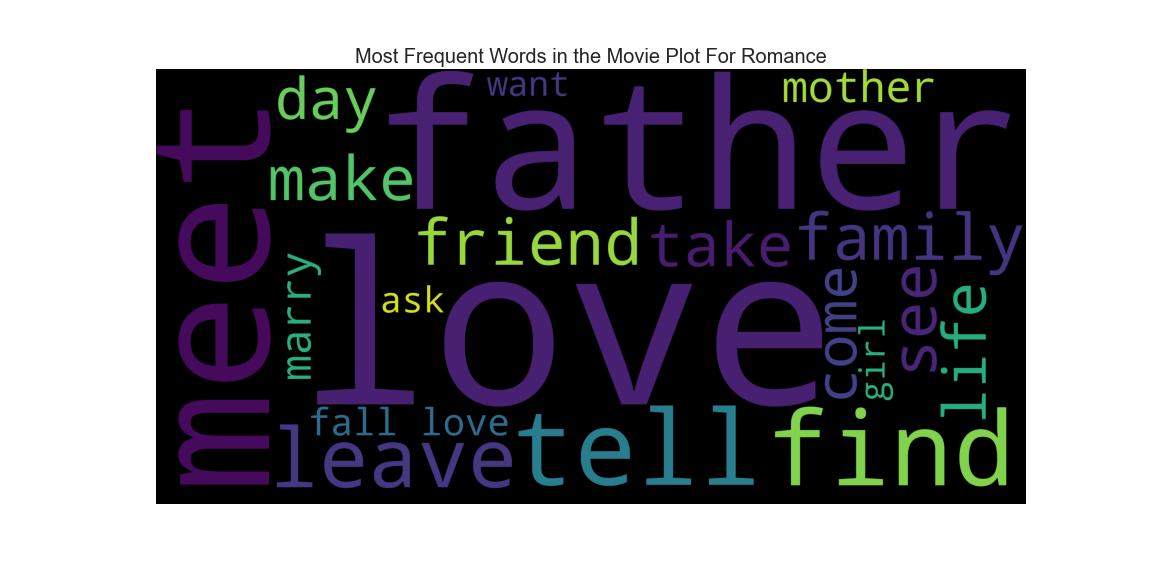 Most Frequent Words in the Movie Plot For Romance
meet
day
want
father
mother
make
friend
take
family
marry
ask
love
come
girl
see
life
fall love
leave
tell
find